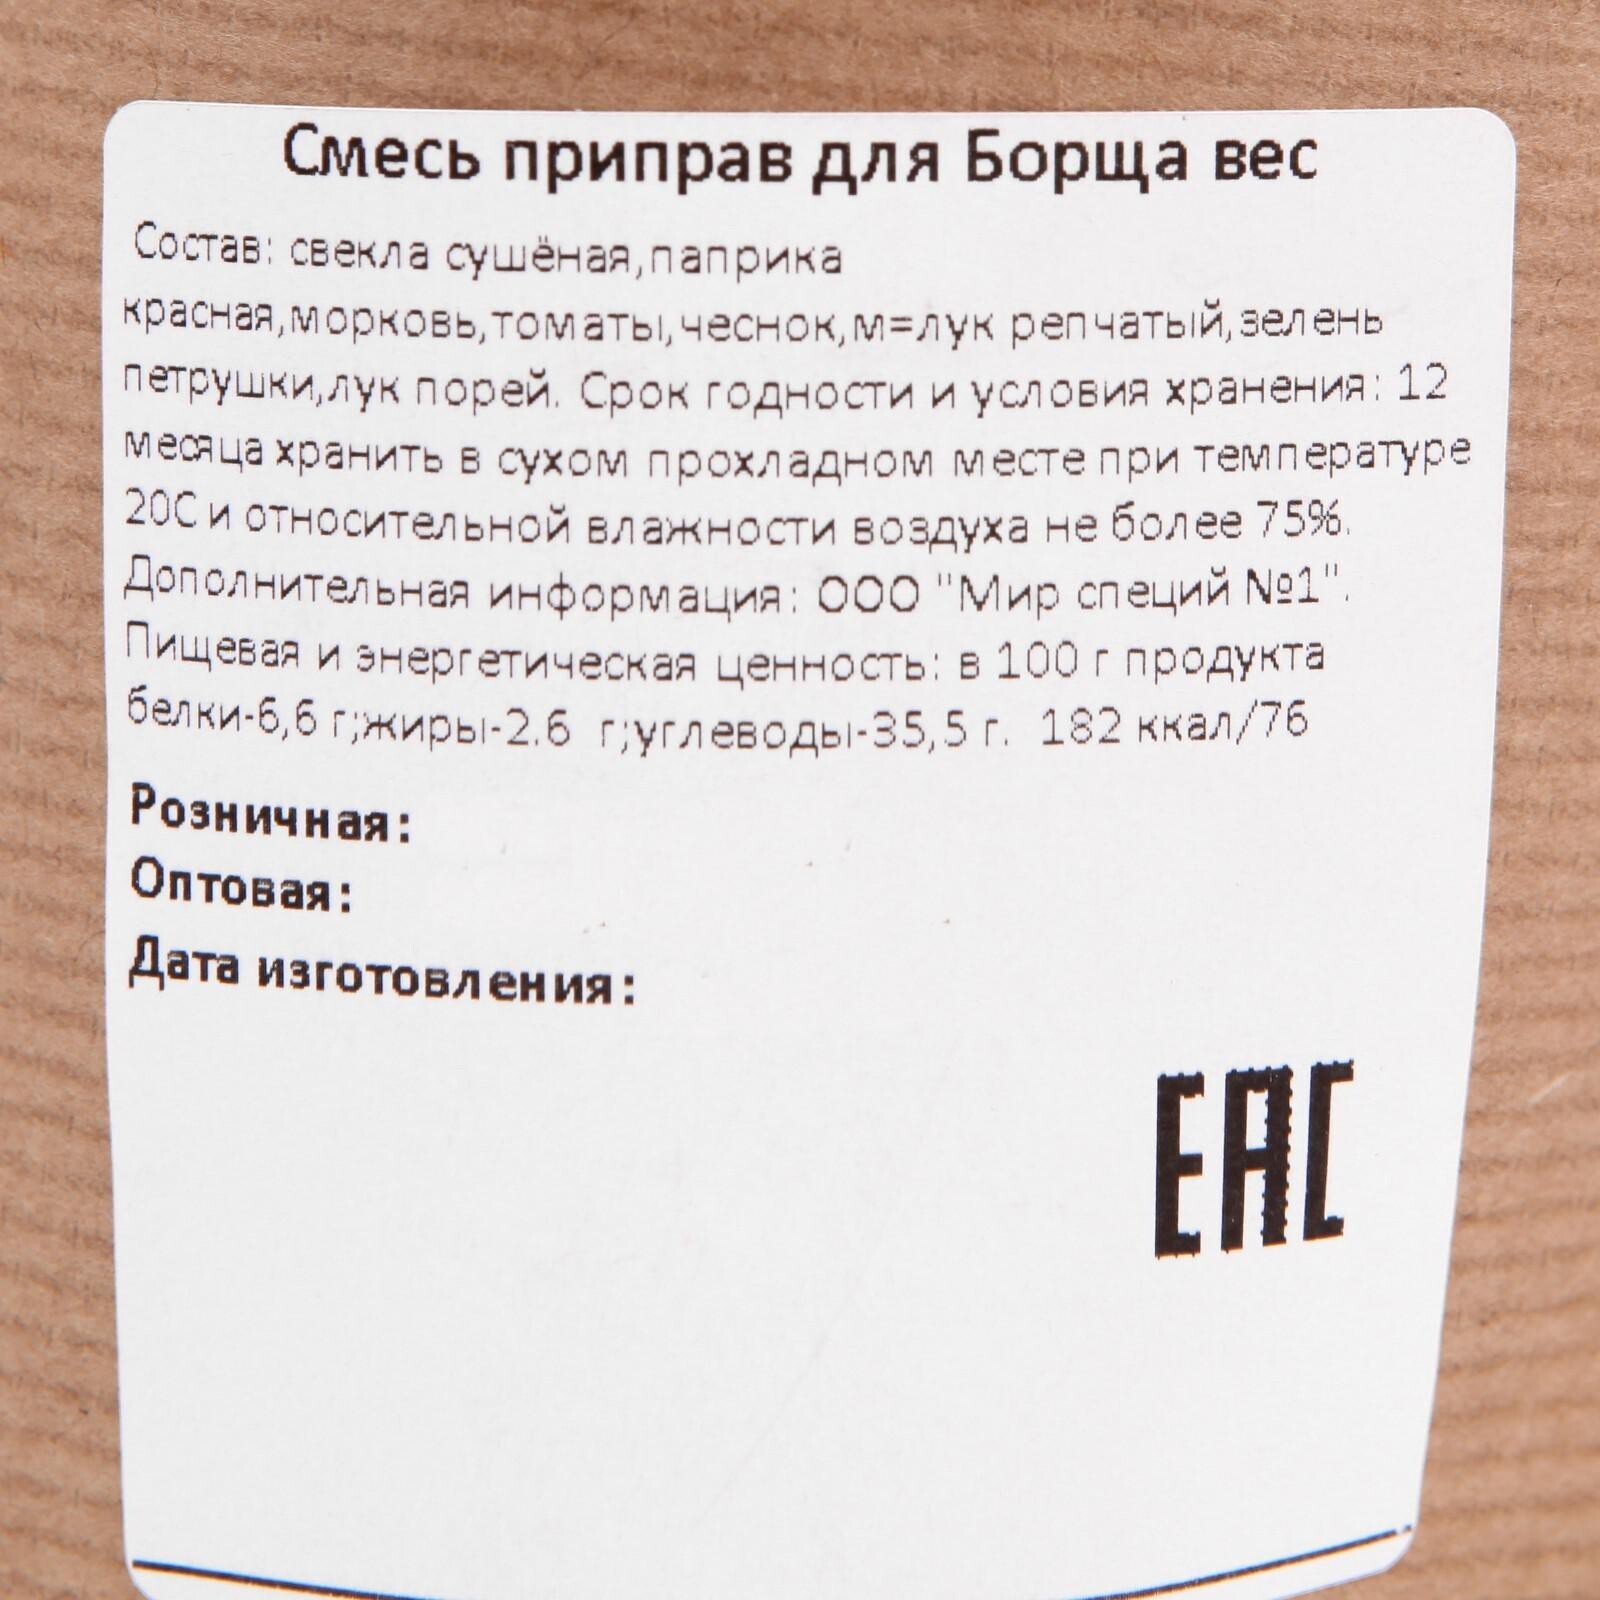 Смесь приправ для Борща вес
Состав: свекла сушёная,паприка
красная,морковь,томаты,чеснок,м=лук репчатый,зелень
петрушки,лук порей. Срок годности и условия хранения: 12
месяца хранить в сухом прохладном месте при температуре
20С и относительной влажности воздуха не более 75%.
Дополнительная информация: ООО "Мир специй №1".
Пищевая и энергетическая ценность: в 100 г продукта
белки-6,6 г;жиры-2.6 г;углеводы-35,5 г. 182 ккал/76
Розничная:
Оптовая:
Дата изготовления:
EAC